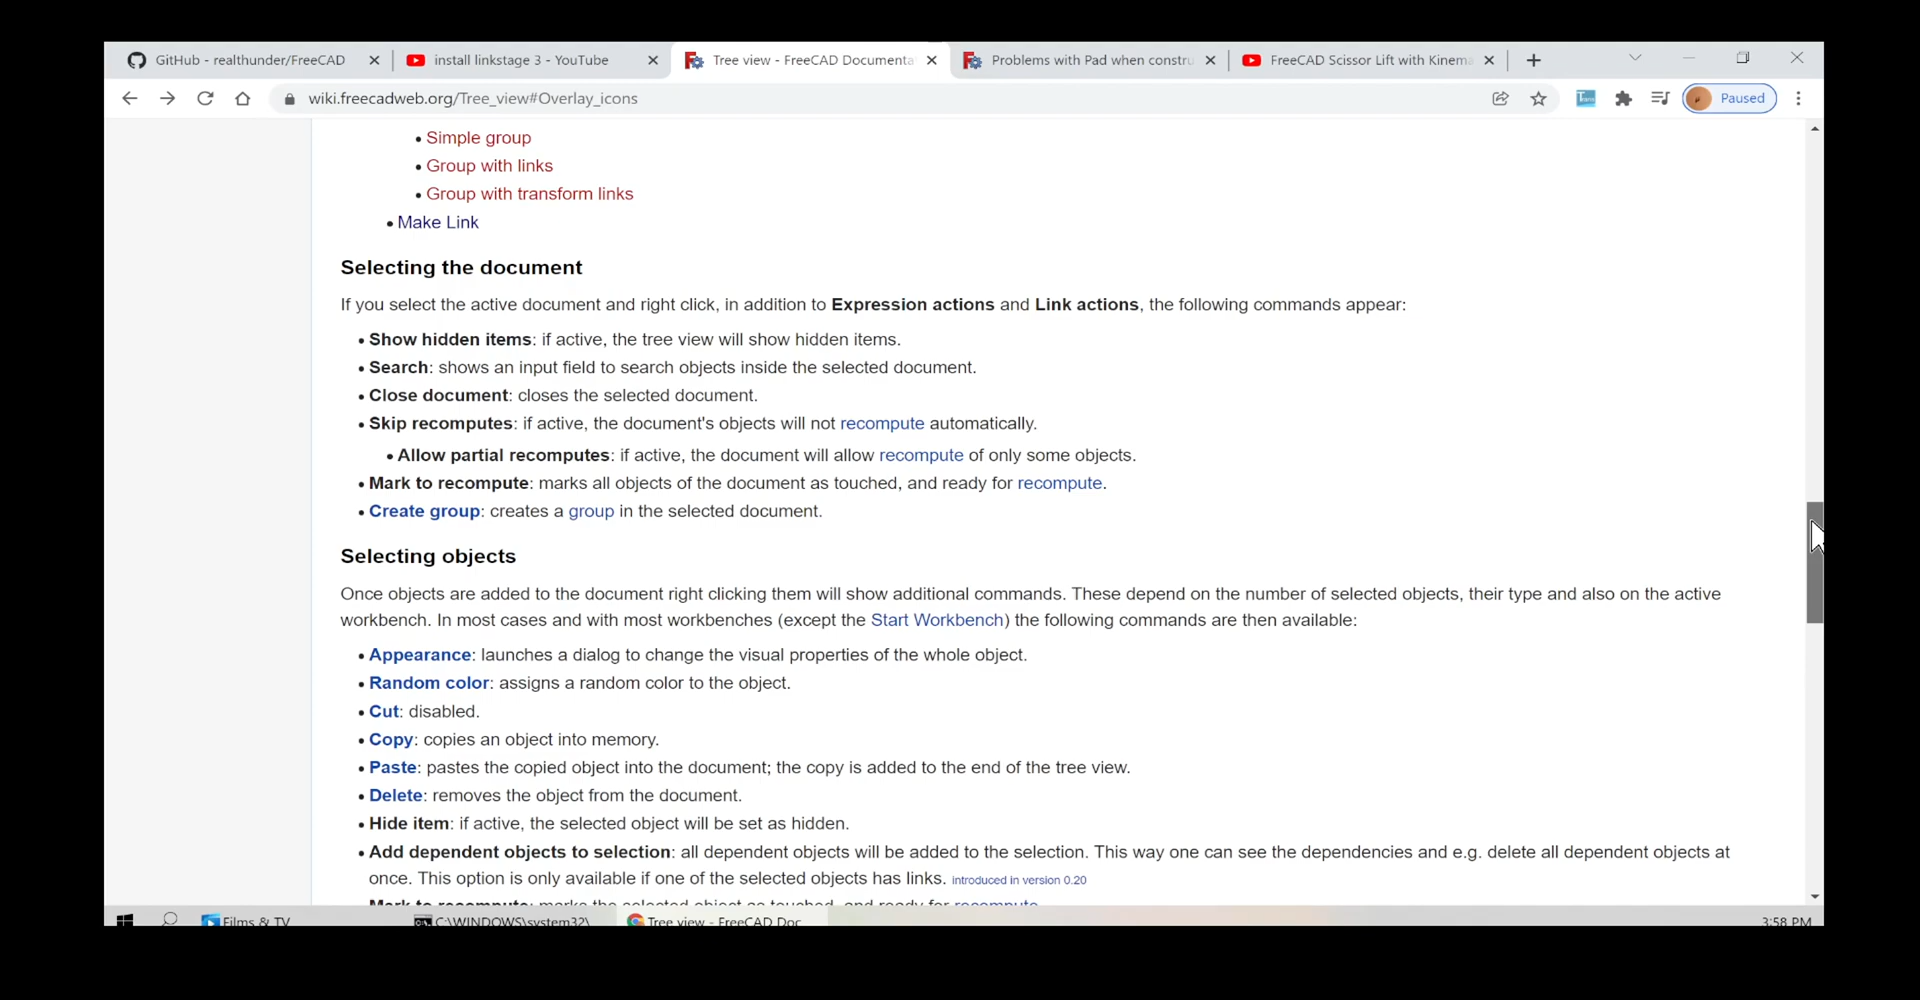 GitHub - realthunder/FreeCAD
install linkstage 3 - YouTube
Tree view - FreeCAD Documenta
Problems with Pad when constru
FreeCAD Scissor Lift with Kinema
wiki.freecadweb.org/Tree_view#Overlay_icons
Paused
• Simple group
• Group with links
• Group with transform links
• Make Link
Selecting the document
If you select the active document and right click, in addition to Expression actions and Link actions, the following commands appear:
• Show hidden items: if active, the tree view will show hidden items.
• Search: shows an input field to search objects inside the selected document.
• Close document: closes the selected document.
• Skip recomputes: if active, the document's objects will not recompute automatically.
• Allow partial recomputes: if active, the document will allow recompute of only some objects.
• Mark to recompute: marks all objects of the document as touched, and ready for recompute.
• Create group: creates a group in the selected document.
Selecting objects
Once objects are added to the document right clicking them will show additional commands. These depend on the number of selected objects, their type and also on the active
workbench. In most cases and with most workbenches (except the Start Workbench) the following commands are then available:
• Appearance: launches a dialog to change the visual properties of the whole object.
• Random color: assigns a random color to the object.
• Cut: disabled.
• Copy: copies an object into memory.
• Paste: pastes the copied object into the document; the copy is added to the end of the tree view.
• Delete: removes the object from the document.
• Hide item: if active, the selected object will be set as hidden.
• Add dependent objects to selection: all dependent objects will be added to the selection. This way one can see the dependencies and e.g. delete all dependent objects at
once. This option is only available if one of the selected objects has links. introduced in version 0.20
Mark to recompute: marks the selected object as touched, and ready for recompute.
Films & TV
C:\WINDOWS\system32\
Tree view - FreeCAD Doc
3:58 PM